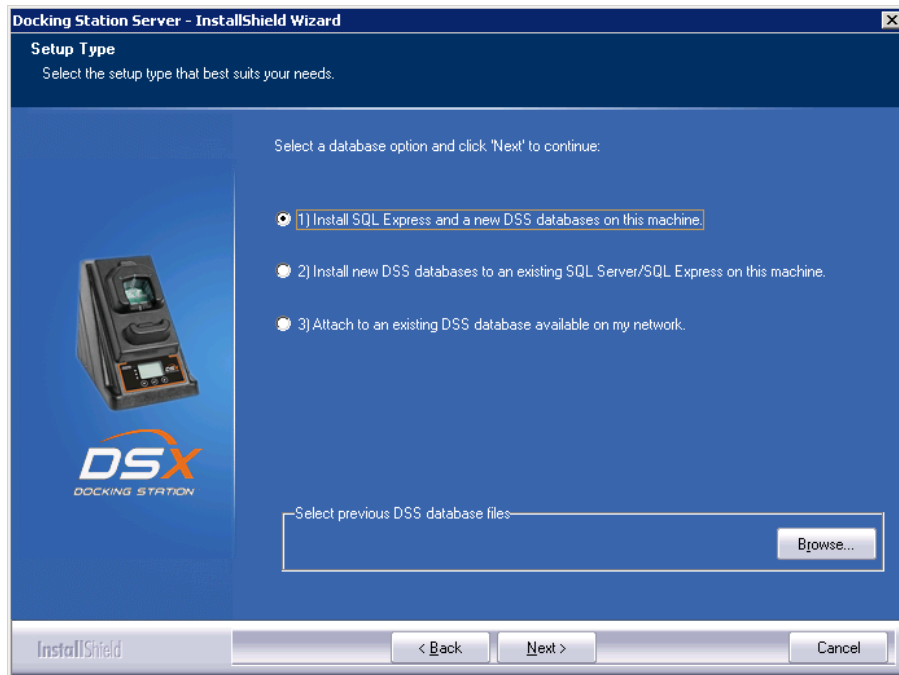 Docking Station Server - InstallShield Wizard
Setup Type
Select the setup type that best suits your needs.
Select a database option and click 'Next' to continue:
1) Install SQL Express and a new DSS databases on this machine.
2) Install new DSS databases to an existing SQL Server/SQL Express on this machine.
3) Attach to an existing DSS database available on my network.
DSX
DOCKING STATION
Select previous DSS database files
Browse...
InstallShield
< Back
Next >
Cancel